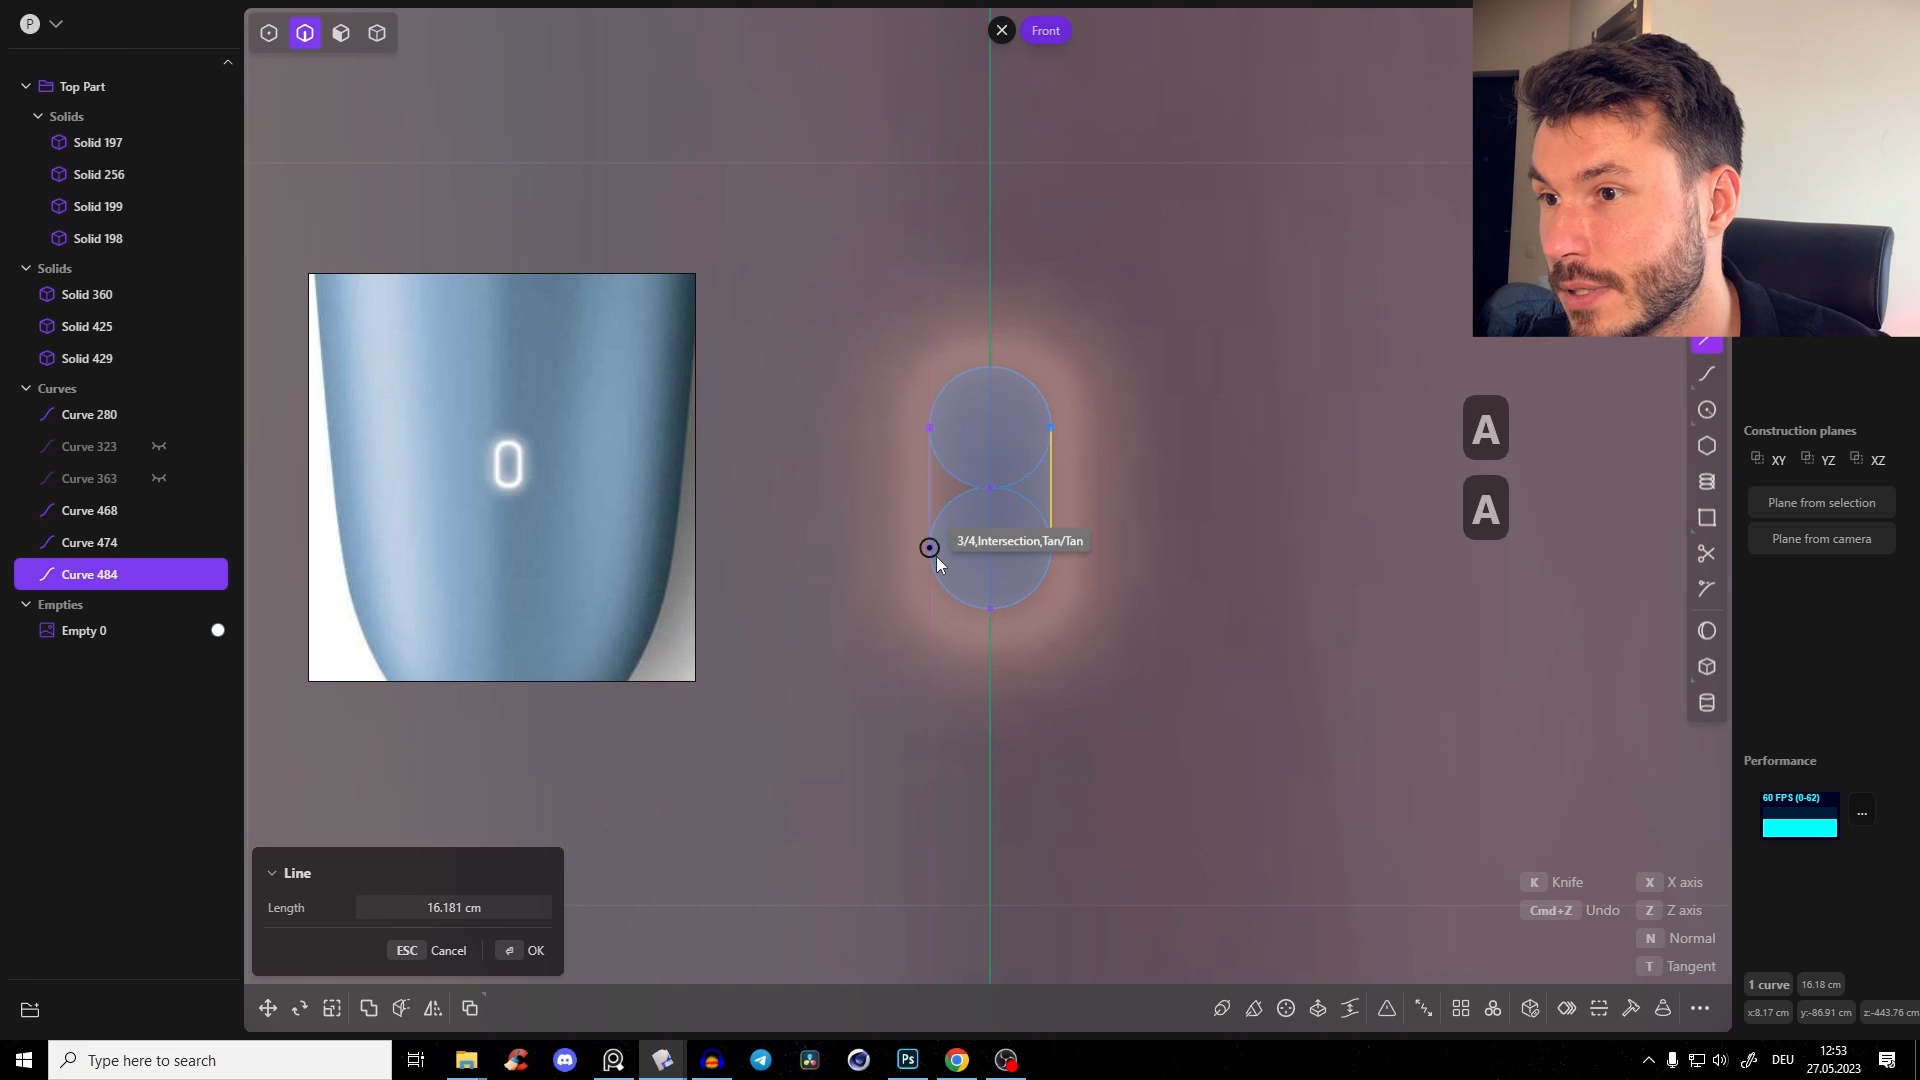 P
Front
Top Part
Solids
Solid 197
Solid 256
Solid 199
Solid 198
Solids
Solid 360
Solid 425
Solid 429
Curves
Curve 280
Curve 323
Curve 363
Curve 468
Curve 474
Curve 484
Empties
Empty 0
3/4,Intersection,Tan/Tan
A
A
Construction planes
XY YZ XZ
Plane from selection
Plane from camera
Performance
60 FPS (0-62)
...
Line
Length 16.181 cm
ESC Cancel OK
K Knife X X axis
Cmd+Z Undo Z Z axis
N Normal
T Tangent
1 curve 16.18 cm
x:8.17 cm y:-86.91 cm z:-443.76 cm
Type here to search
Ps
DEU
12:53
27.05.2023